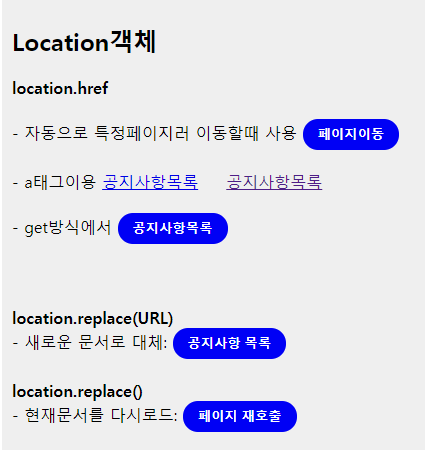 Location객체
location.href
- 자동으로 특정페이지러 이동할때 사용 페이지이동
- a태그이용 공지사항목록 공지사항목록
- get방식에서 공지사항목록
location.replace(URL)
- 새로운 문서로 대체: 공지사항 목록
location.replace()
- 현재문서를 다시로드: 페이지 재호출